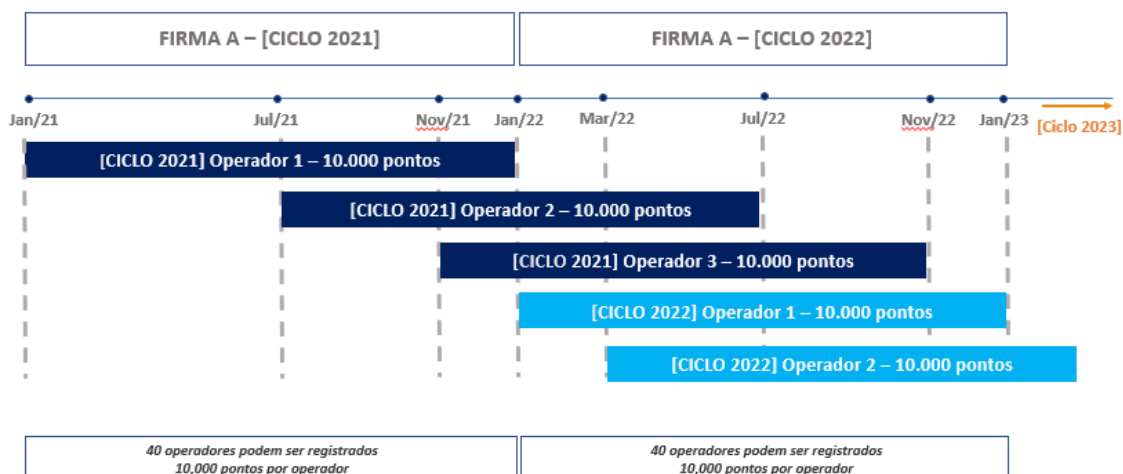 FIRMA A – [CICLO 2021]
FIRMA A – [CICLO 2022]
Jan/21
Jul/21
Nov/21
Jan/22
Mar/22
Jul/22
Nov/22
Jan/23
[Ciclo 2023]
[CICLO 2021] Operador 1 – 10.000 pontos
[CICLO 2021] Operador 2 – 10.000 pontos
[CICLO 2021] Operador 3 – 10.000 pontos
[CICLO 2022] Operador 1 – 10.000 pontos
[CICLO 2022] Operador 2 – 10.000 pontos
40 operadores podem ser registrados
10,000 pontos por operador
40 operadores podem ser registrados
10,000 pontos por operador